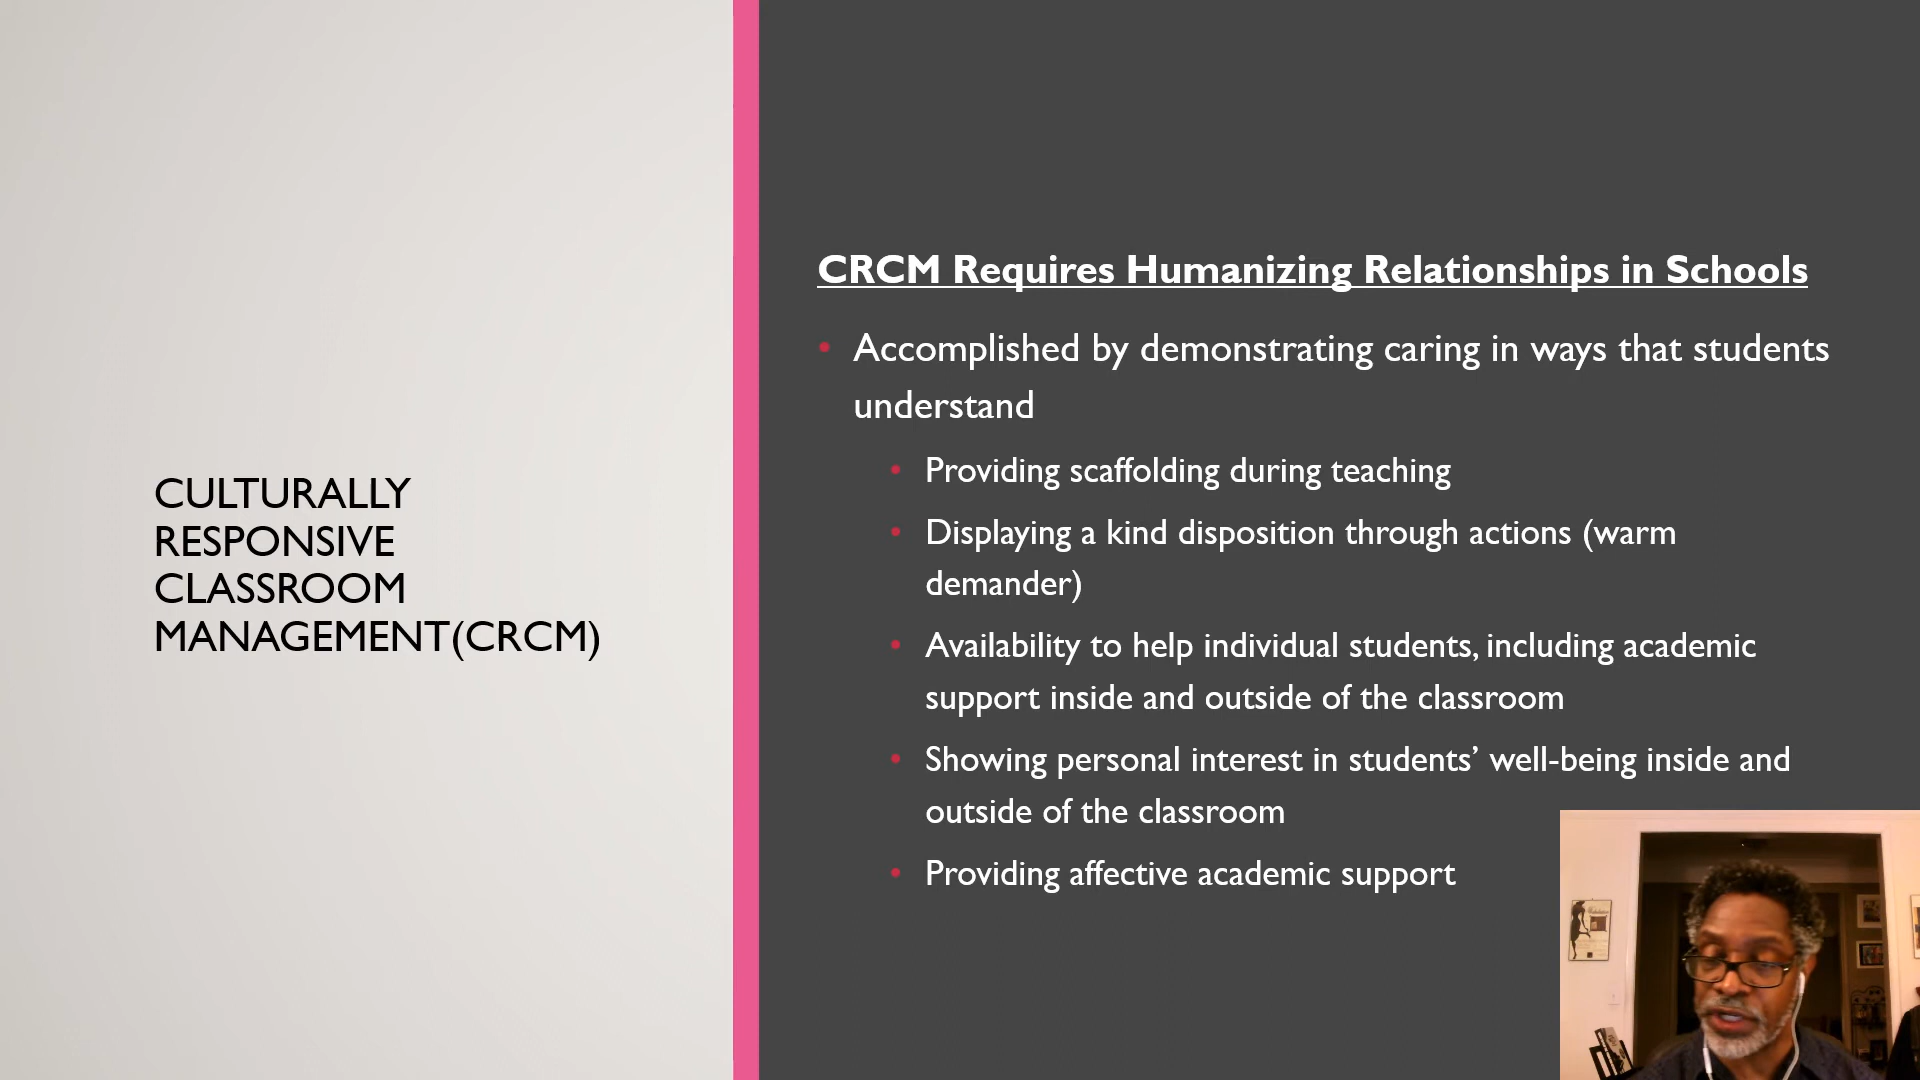 CULTURALLY
RESPONSIVE
CLASSROOM
MANAGEMENT(CRCM)
CRCM Requires Humanizing Relationships in Schools
• Accomplished by demonstrating caring in ways that students
understand
• Providing scaffolding during teaching
• Displaying a kind disposition through actions (warm
demander)
• Availability to help individual students, including academic
support inside and outside of the classroom
• Showing personal interest in students’ well-being inside and
outside of the classroom
• Providing affective academic support